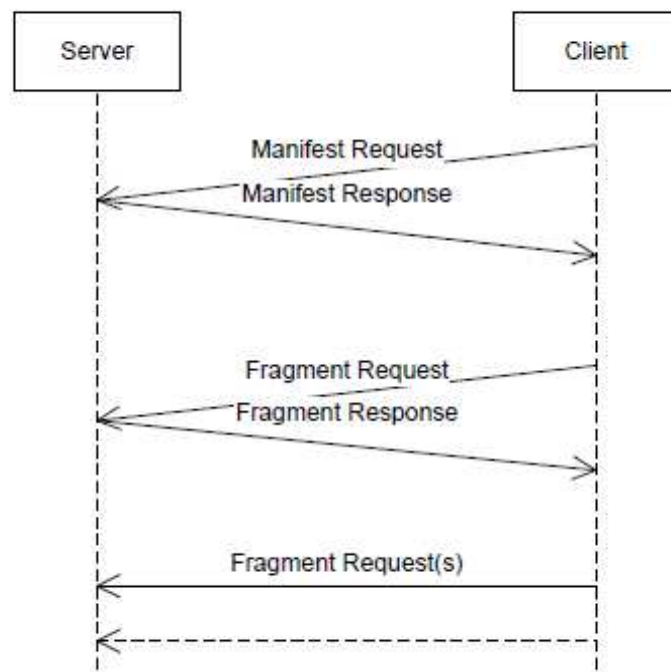 Server
Client
Manifest Request
Manifest Response
Fragment Request
Fragment Response
Fragment Request(s)